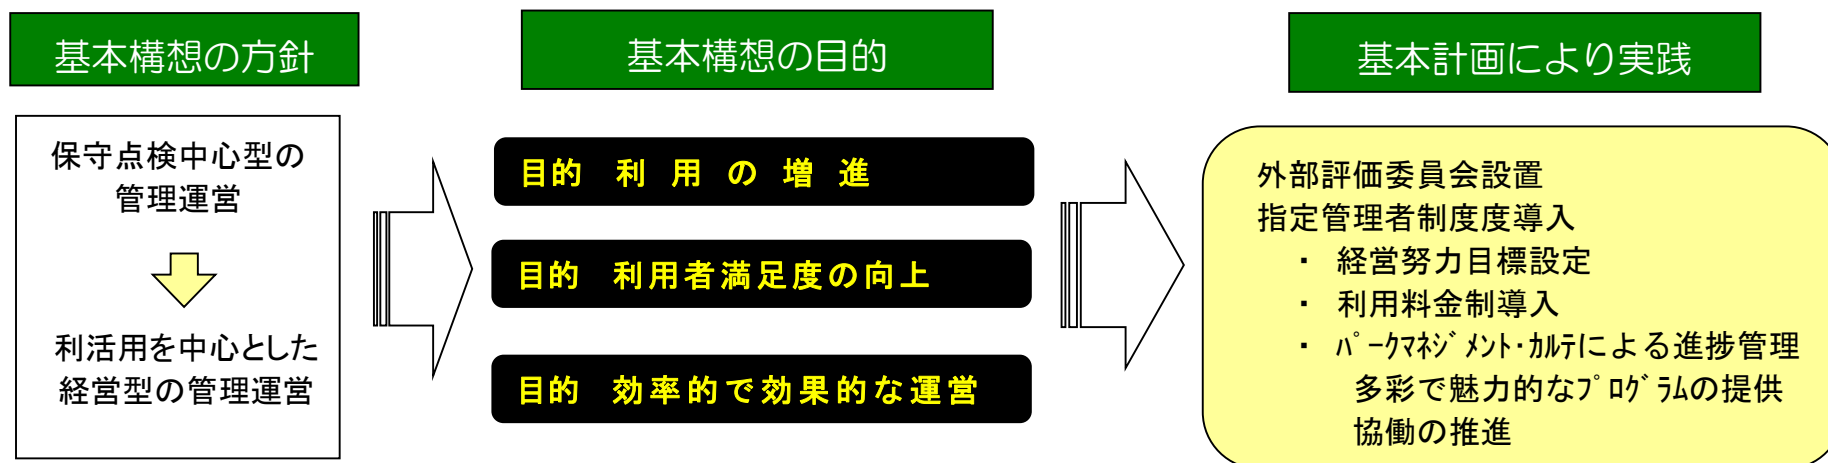 基本構想の方針
保守点検中心型の
管理運営
利活用を中心とした
経営型の管理運営
基本構想の目的
目的 利用の増進
目的 利用者満足度の向上
目的 効率的で効果的な運営
基本計画により実践
外部評価委員会設置
指定管理者制度度導入
・ 経営努力目標設定
・ 利用料金制導入
・ ﾊﾟｰｸﾏﾈｼﾞﾒﾝﾄ･ｶﾙﾃによる進捗管理
多彩で魅力的なﾌﾟﾛｸﾞﾗﾑの提供
協働の推進